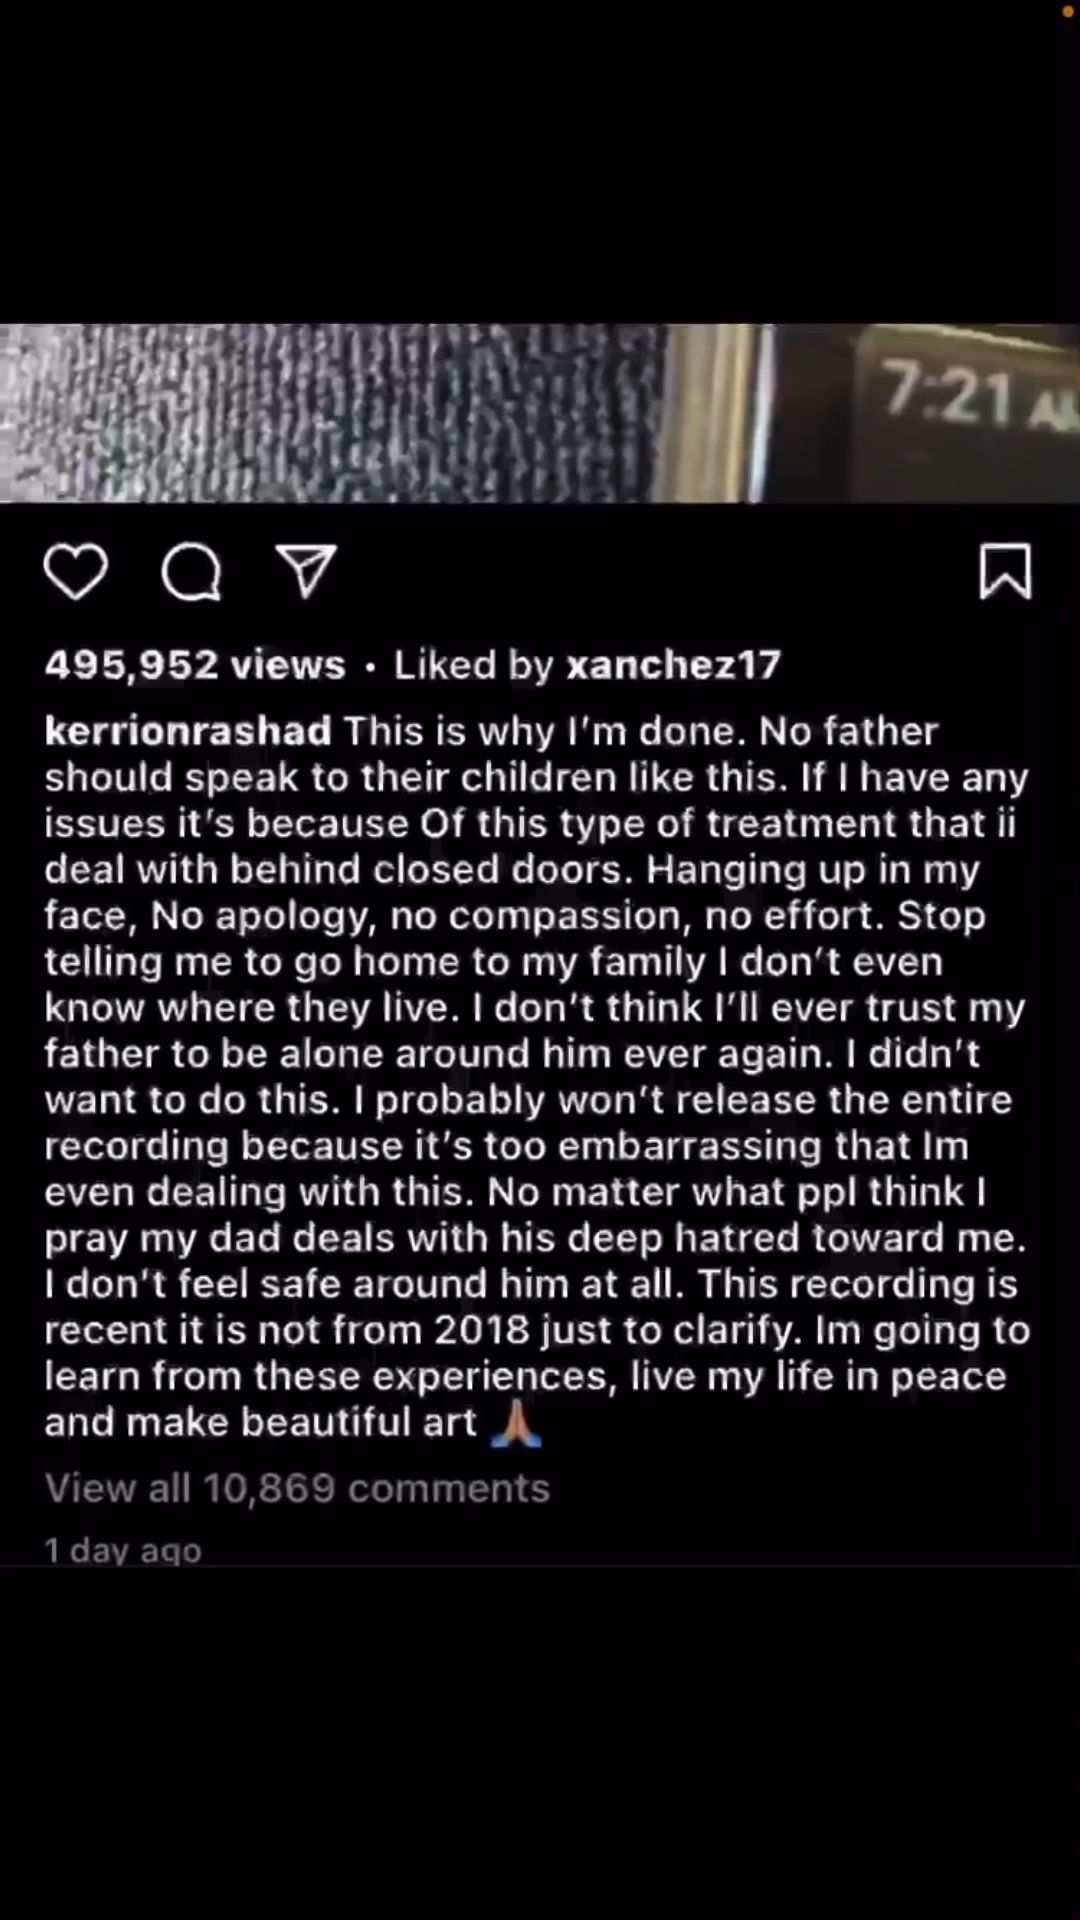 7:21
495,952 views • Liked by xanchez17
kerrionrashad This is why I'm done. No father
should speak to their children like this. If I have any
issues it's because Of this type of treatment that ii
deal with behind closed doors. Hanging up in my
face, No apology, no compassion, no effort. Stop
telling me to go home to my family I don't even
know where they live. I don't think I'll ever trust my
father to be alone around him ever again. I didn't
want to do this. I probably won't release the entire
recording because it's too embarrassing that Im
even dealing with this. No matter what ppl think I
pray my dad deals with his deep hatred toward me.
I don't feel safe around him at all. This recording is
recent it is not from 2018 just to clarify. Im going to
learn from these experiences, live my life in peace
and make beautiful art 🙏🏽
View all 10,869 comments
1 day ago